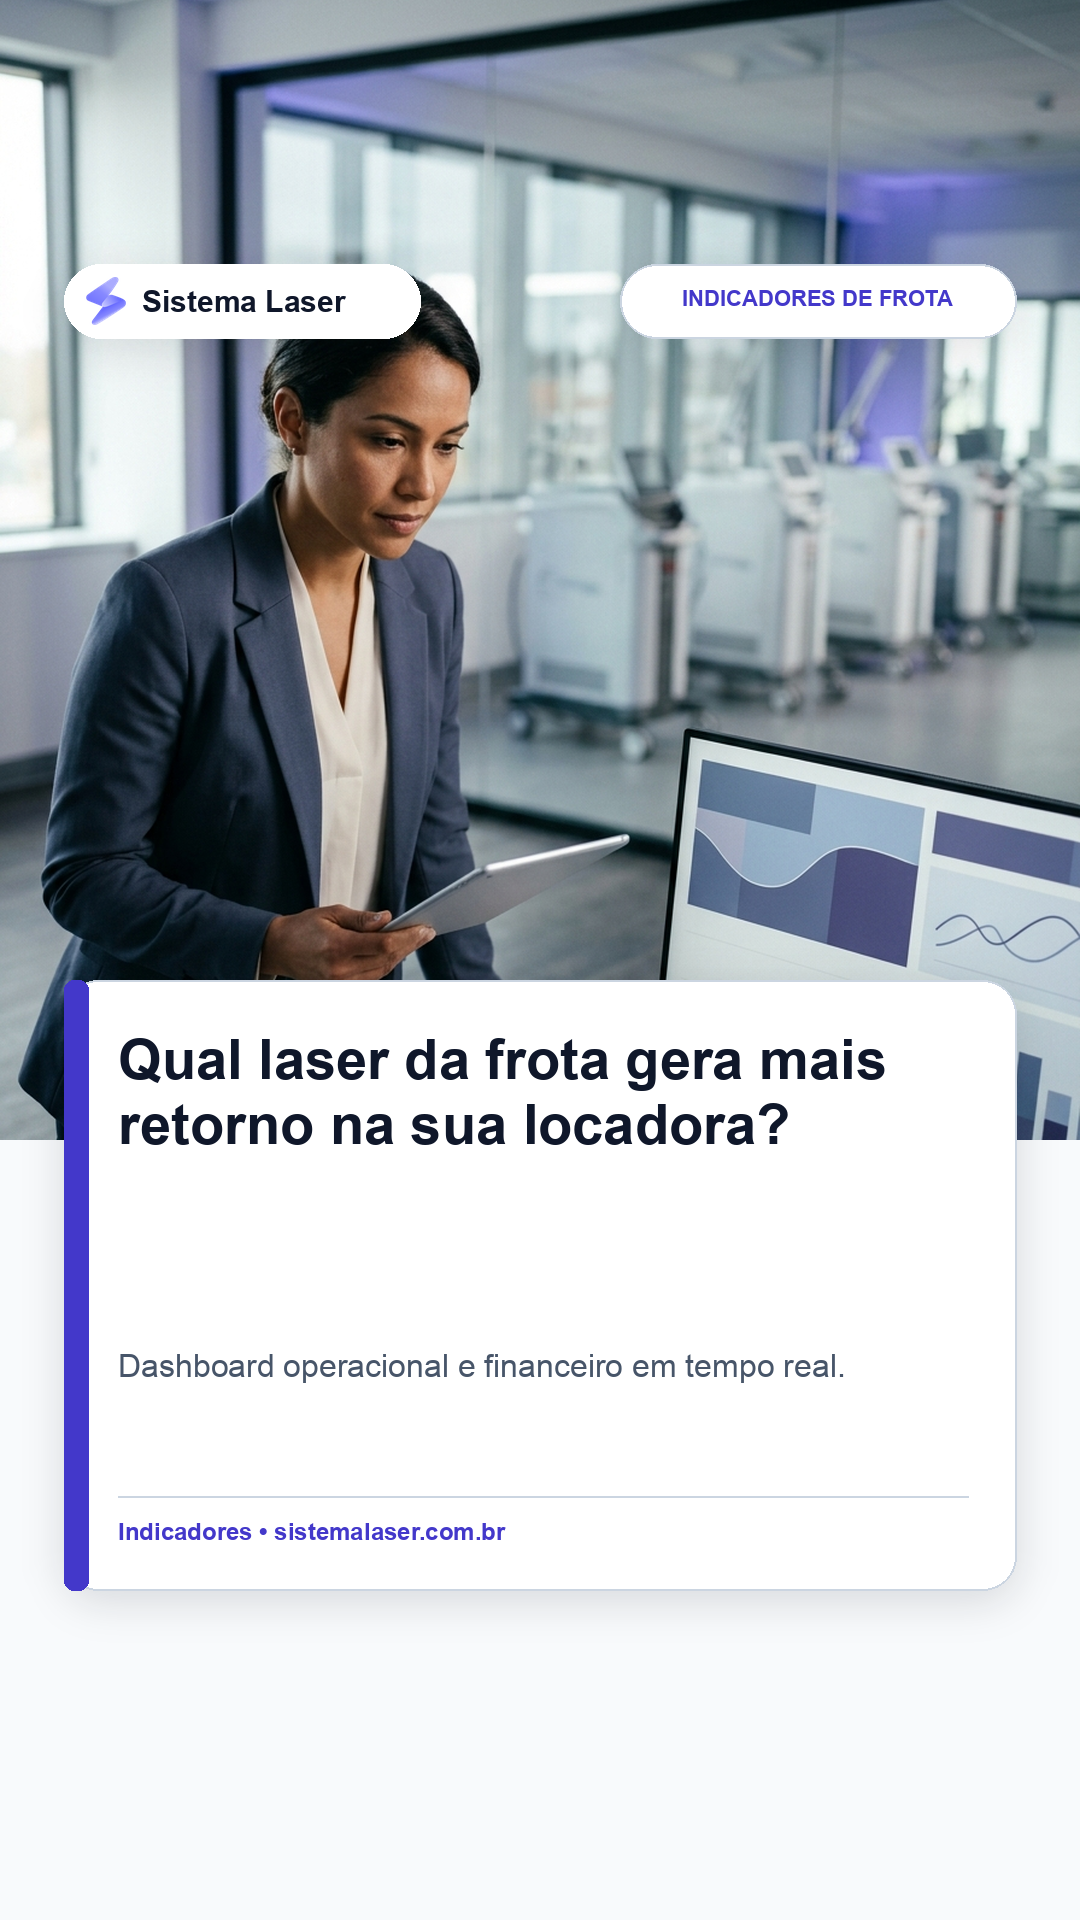 Sistema Laser
INDICADORES DE FROTA
Qual laser da frota gera mais
retorno na sua locadora?
Dashboard operacional e financeiro em tempo real.
Indicadores • sistemalaser.com.br